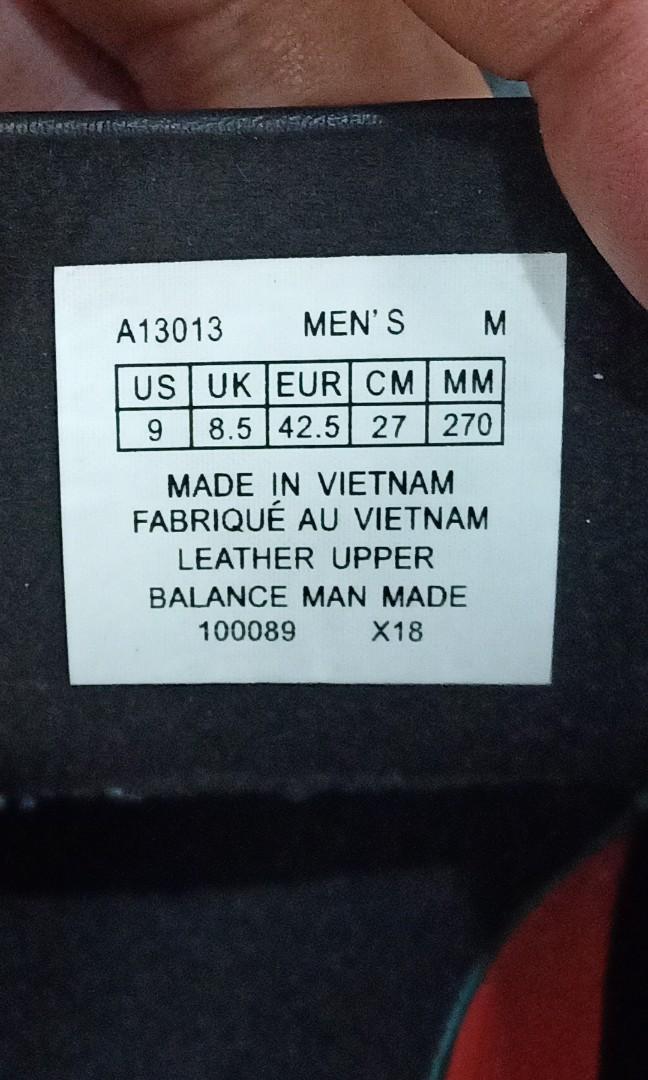 A13013 MEN'S M
US UK EUR CM MM
9 8.5 42.5 27 270
MADE IN VIETNAM
FABRIQUÉ AU VIETNAM
LEATHER UPPER
BALANCE MAN MADE
100089 X18